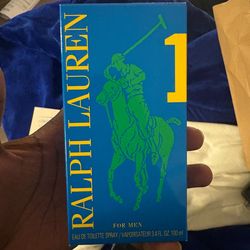 RALPH LAUREN
1
FOR MEN
EAU DE TOILETTE SPRAY / VAPORISATEUR 3.4 FL. OZ. 100 ml